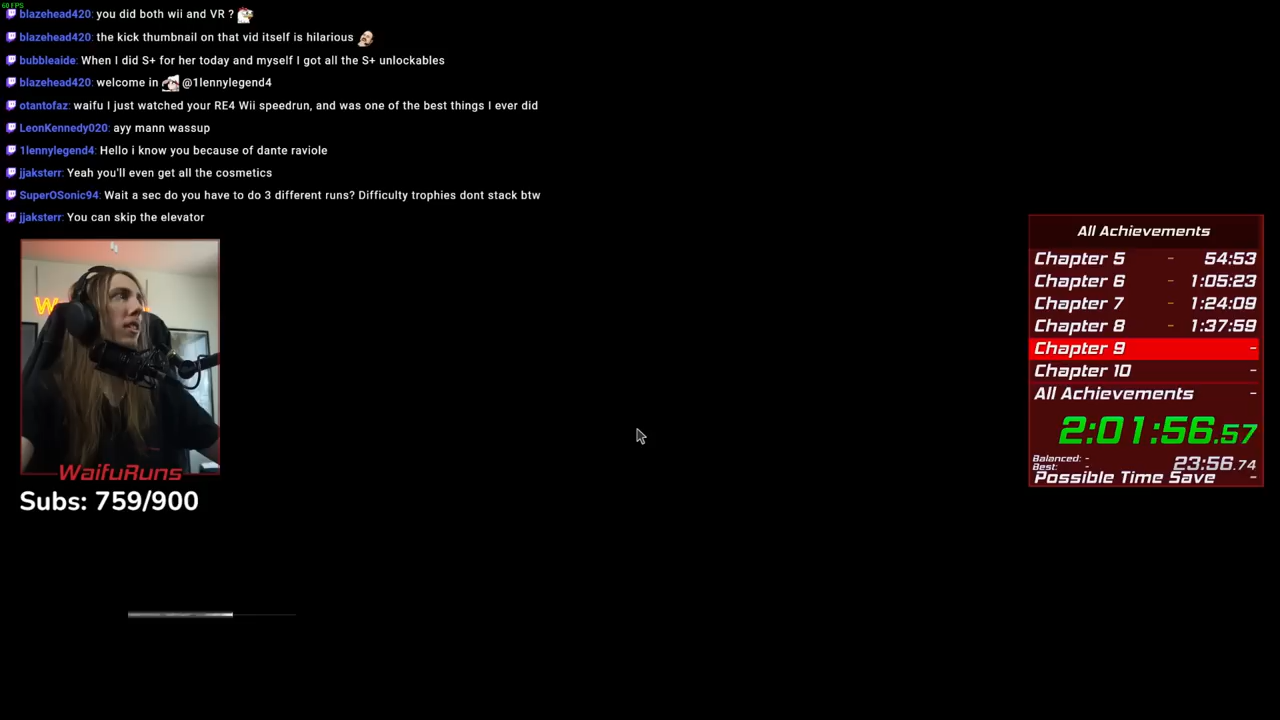 60 FPS
blazehead420: you did both wii and VR ?
blazehead420: the kick thumbnail on that vid itself is hilarious
bubbleaide: When I did S+ for her today and myself I got all the S+ unlockables
blazehead420: welcome in @1lennylegend4
otantofaz: waifu I just watched your RE4 Wii speedrun, and was one of the best things I ever did
LeonKennedy020: ayy mann wassup
1lennylegend4: Hello i know you because of dante raviole
jjaksterr: Yeah you'll even get all the cosmetics
SuperOSonic94: Wait a sec do you have to do 3 different runs? Difficulty trophies dont stack btw
jjaksterr: You can skip the elevator
WaifuRuns
Subs: 759/900
All Achievements
Chapter 5 - 54:53
Chapter 6 - 1:05:23
Chapter 7 - 1:24:09
Chapter 8 - 1:37:59
Chapter 9 -
Chapter 10 -
All Achievements -
2:01:56.57
Balanced: -
Best: - 23:56.74
Possible Time Save -